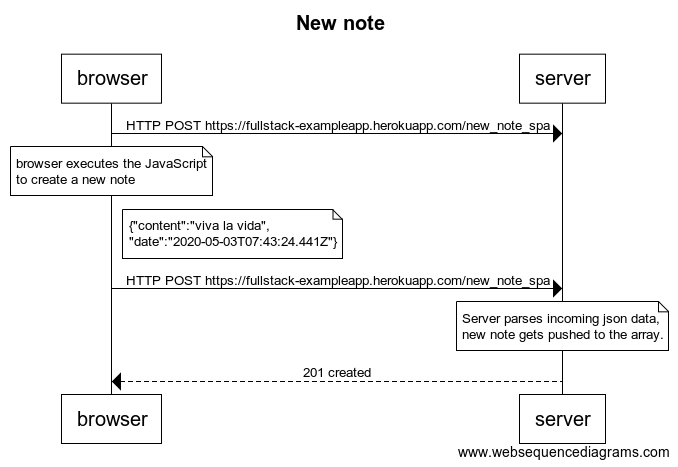 New note
browser
server
HTTP POST https://fullstack-exampleapp.herokuapp.com/new_note_spa
browser executes the JavaScript
to create a new note
{"content":"viva la vida",
"date":"2020-05-03T07:43:24.441Z"}
HTTP POST https://fullstack-exampleapp.herokuapp.com/new_note_spa
Server parses incoming json data,
new note gets pushed to the array.
201 created
browser
server
www.websequencediagrams.com